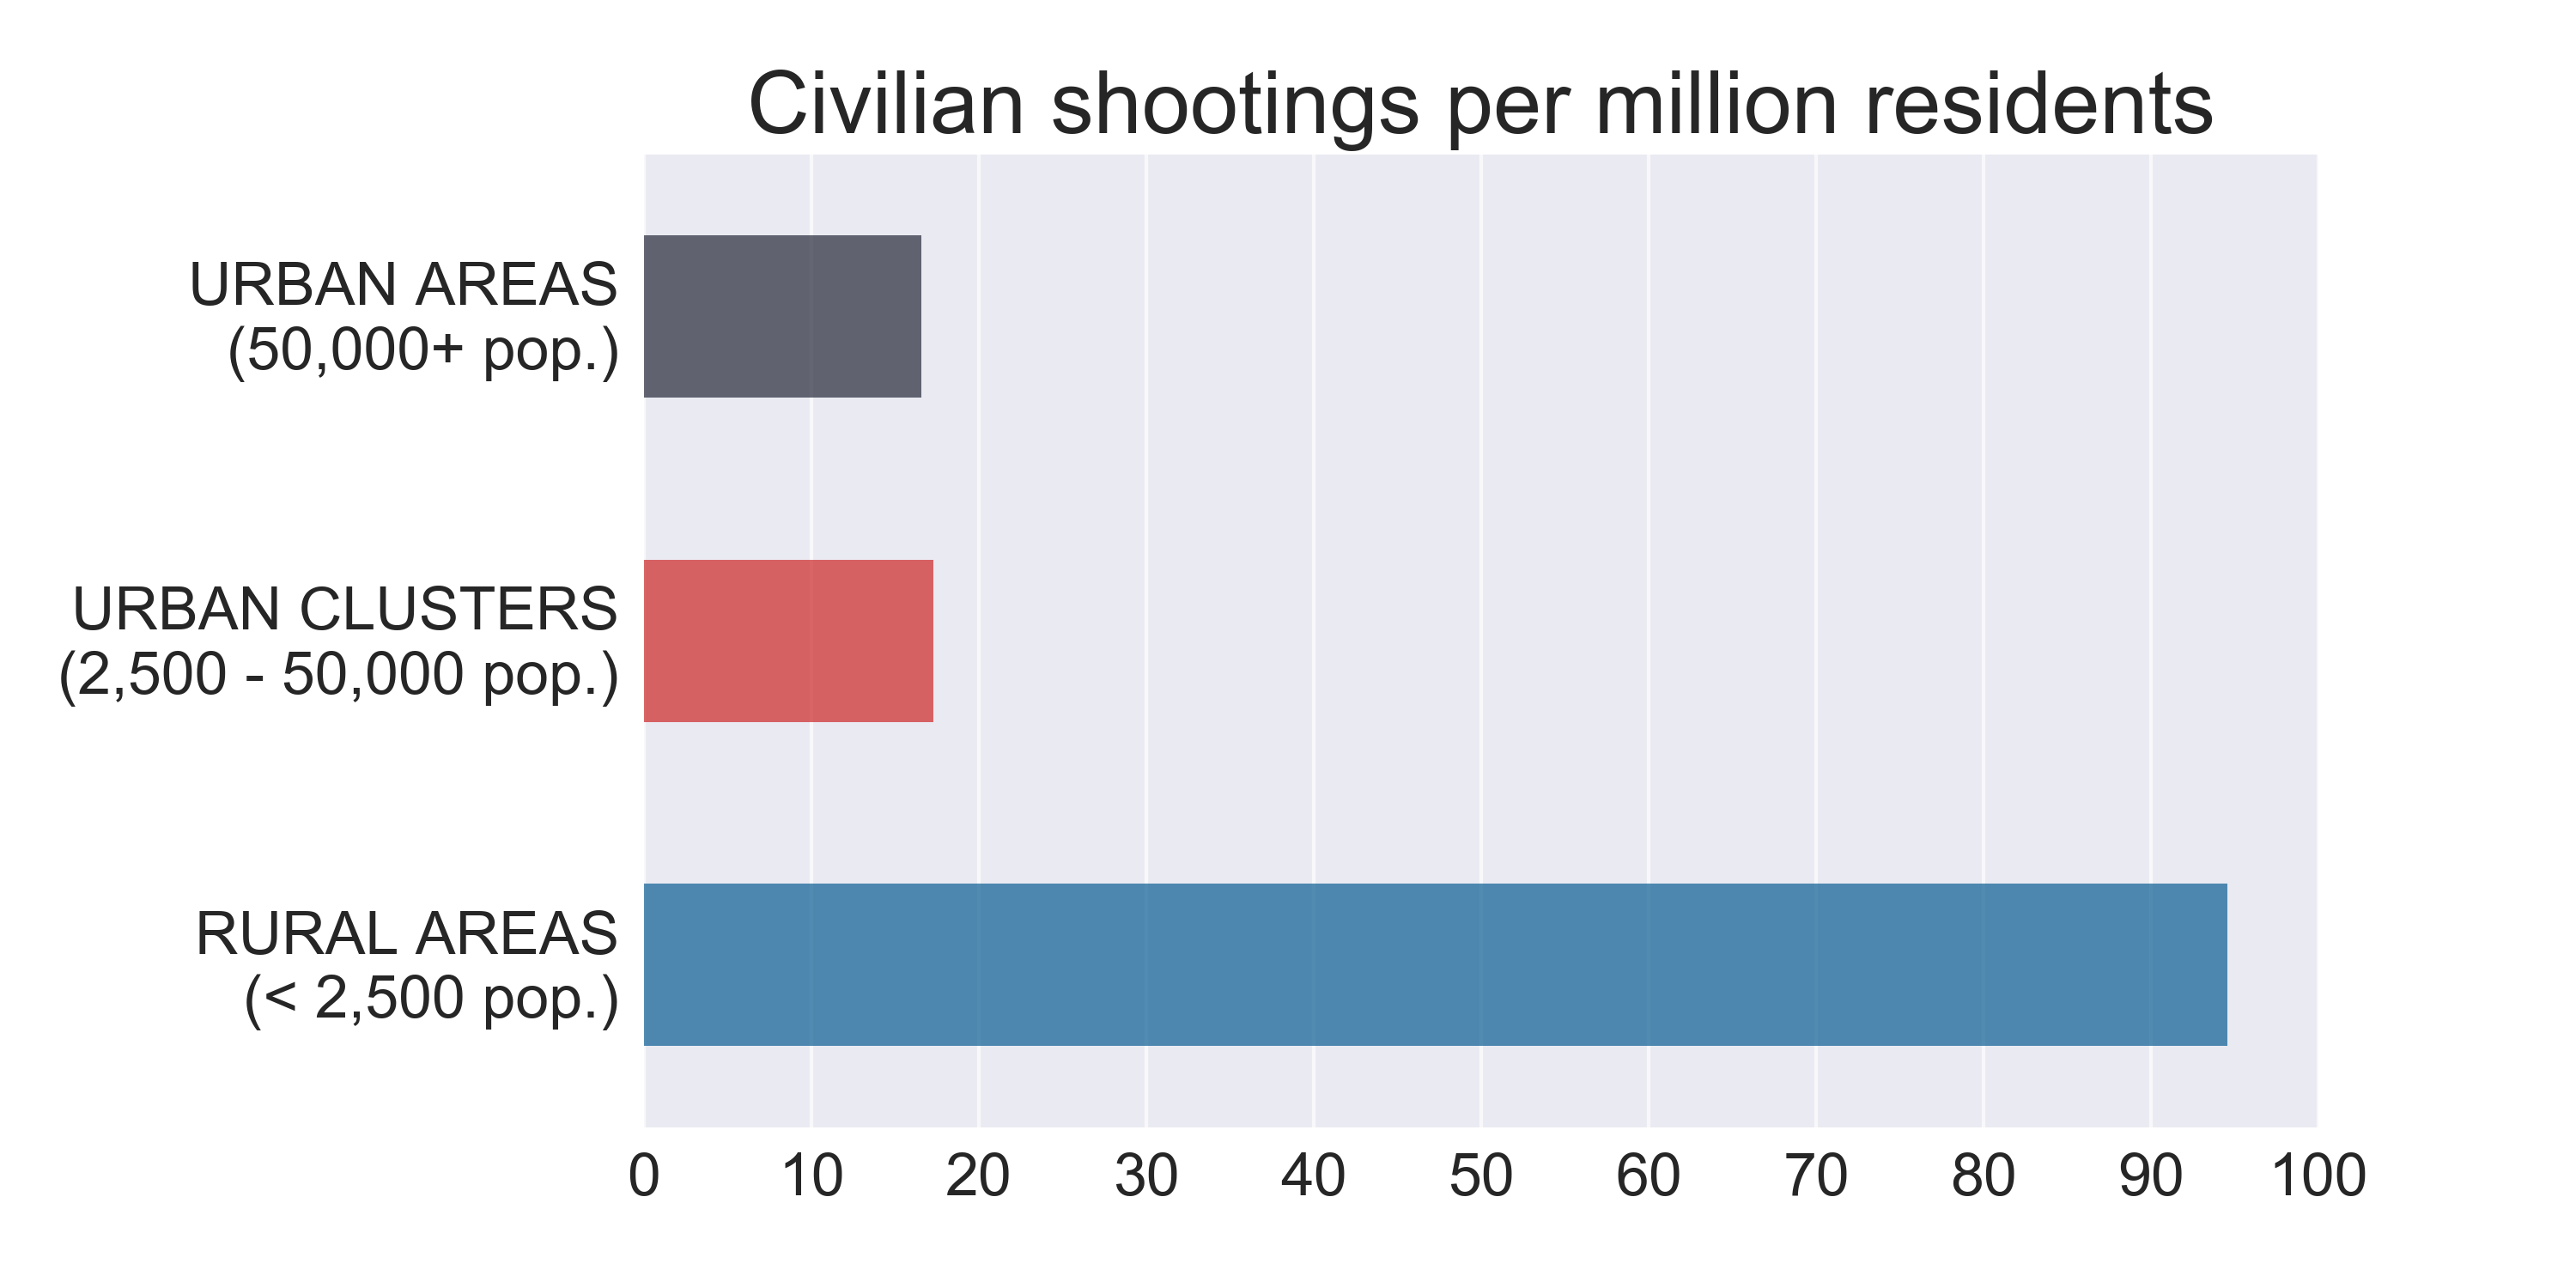 Civilian shootings per million residents
URBAN AREAS
(50,000+ pop.)
URBAN CLUSTERS
(2,500 - 50,000 pop.)
RURAL AREAS
(< 2,500 pop.)
0 10 20 30 40 50 60 70 80 90 100